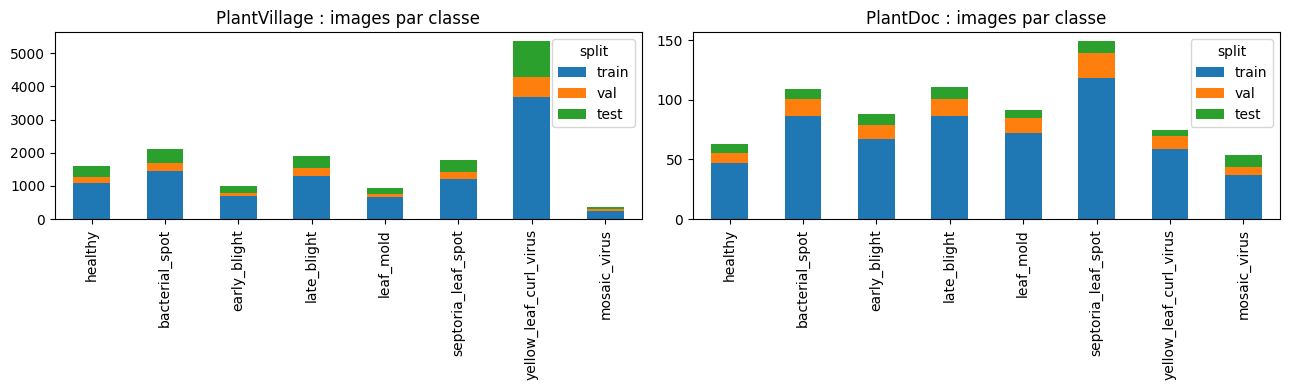 PlantVillage : images par classe
5000
4000
3000
2000
1000
0
split
train
val
test
healthy
bacterial_spot
early_blight
late_blight
leaf_mold
septoria_leaf_spot
yellow_leaf_curl_virus
mosaic_virus
PlantDoc : images par classe
150
100
50
0
split
train
val
test
healthy
bacterial_spot
early_blight
late_blight
leaf_mold
septoria_leaf_spot
yellow_leaf_curl_virus
mosaic_virus